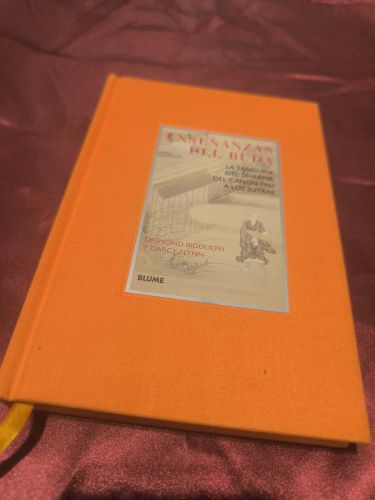 ENSEÑANZAS
DEL BUDA
LA SABIDURÍA
DEL DHARMA,
DEL CANON PALI
A LOS SUTRAS
DESMOND BIDDULPH
Y DARCY FLYNN
BLUME